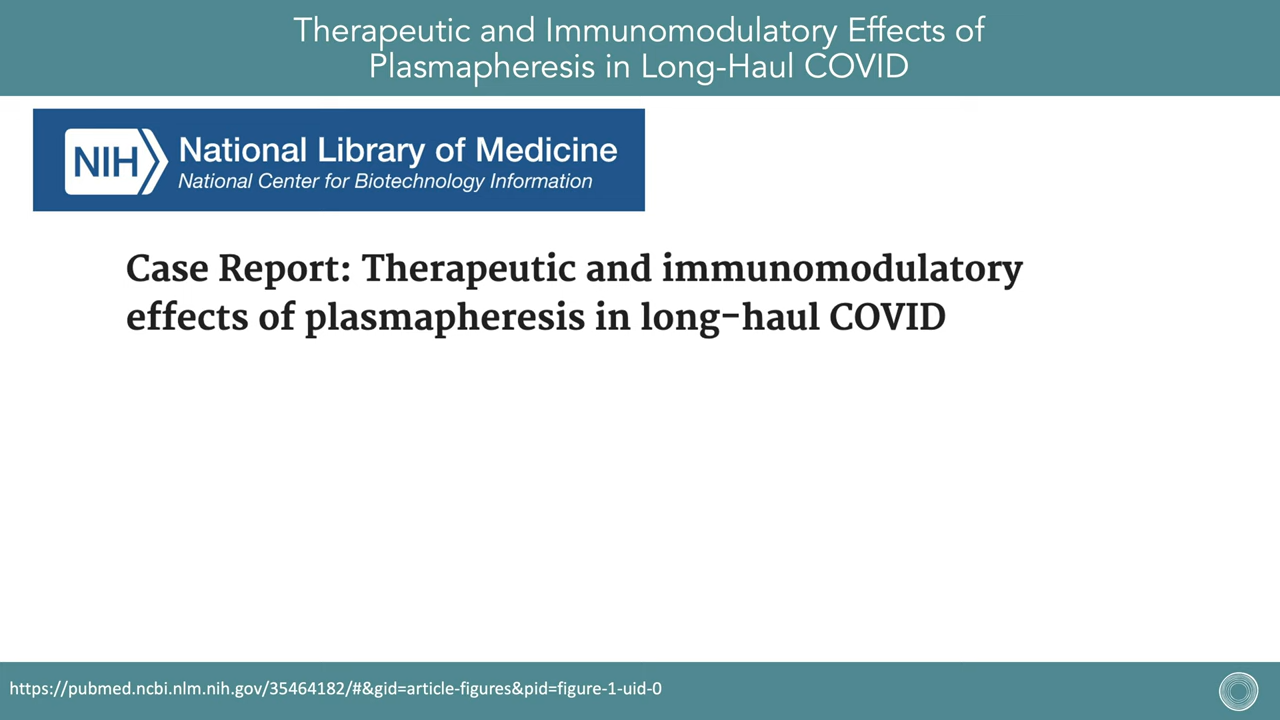 Therapeutic and Immunomodulatory Effects of
Plasmapheresis in Long-Haul COVID
NIH
National Library of Medicine
National Center for Biotechnology Information
Case Report: Therapeutic and immunomodulatory
effects of plasmapheresis in long-haul COVID
https://pubmed.ncbi.nlm.nih.gov/35464182/#&gid=article-figures&pid=figure-1-uid-0